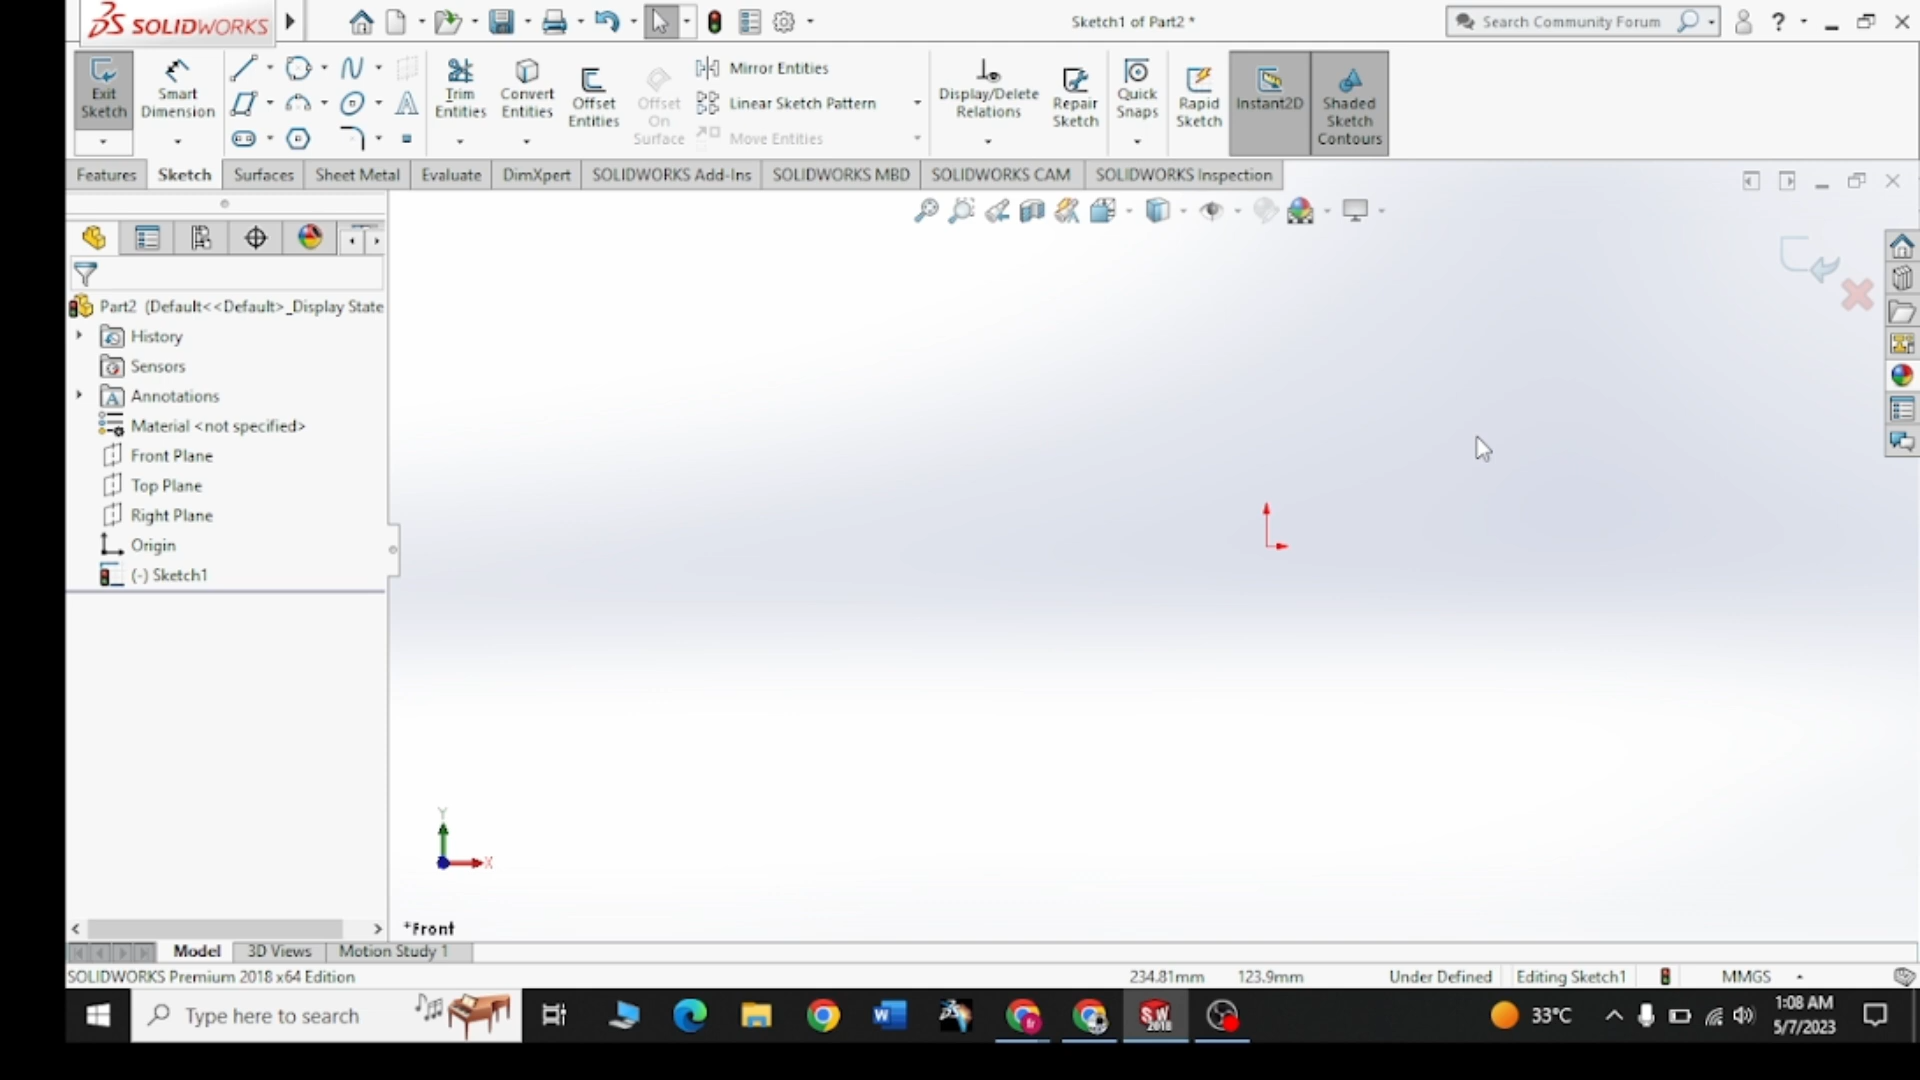 SOLIDWORKS
Sketch1 of Part2 *
Search Community Forum
?
Exit Sketch
Smart Dimension
Trim Entities
Convert Entities
Offset Entities
Offset On Surface
Mirror Entities
Linear Sketch Pattern
Move Entities
Display/Delete Relations
Repair Sketch
Quick Snaps
Rapid Sketch
Instant2D
Shaded Sketch Contours
Features
Sketch
Surfaces
Sheet Metal
Evaluate
DimXpert
SOLIDWORKS Add-Ins
SOLIDWORKS MBD
SOLIDWORKS CAM
SOLIDWORKS Inspection
Part2 (Default<<Default>_Display State
History
Sensors
Annotations
Material <not specified>
Front Plane
Top Plane
Right Plane
Origin
(-) Sketch1
Y
X
*Front
Model
3D Views
Motion Study 1
SOLIDWORKS Premium 2018 x64 Edition
234.81mm
123.9mm
Under Defined
Editing Sketch1
MMGS
Type here to search
33°C
1:08 AM
5/7/2023